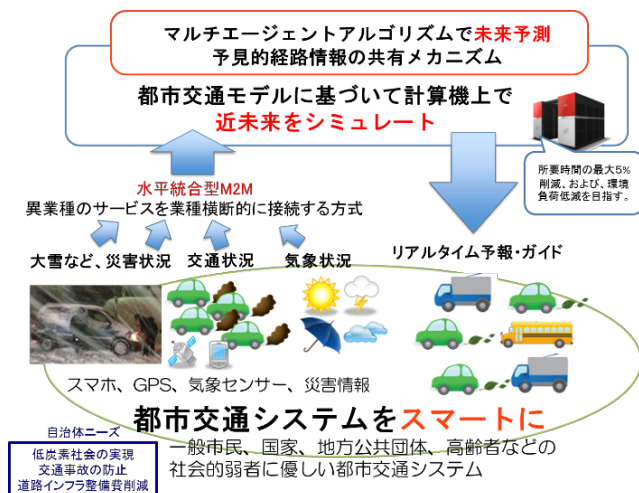 マルチエージェントアルゴリズムで未来予測
予見的経路情報の共有メカニズム
都市交通モデルに基づいて計算機上で
近未来をシミュレート
所要時間の最大5%
削減、および、環境
負荷低減を目指す。
水平統合型M2M
異業種のサービスを業種横断的に接続する方式
大雪など、災害状況
交通状況
気象状況
リアルタイム予報・ガイド
スマホ、GPS、気象センサー、災害情報
都市交通システムをスマートに
自治体ニーズ
低炭素社会の実現
交通事故の防止
道路インフラ整備費削減
一般市民、国家、地方公共団体、高齢者などの
社会的弱者に優しい都市交通システム